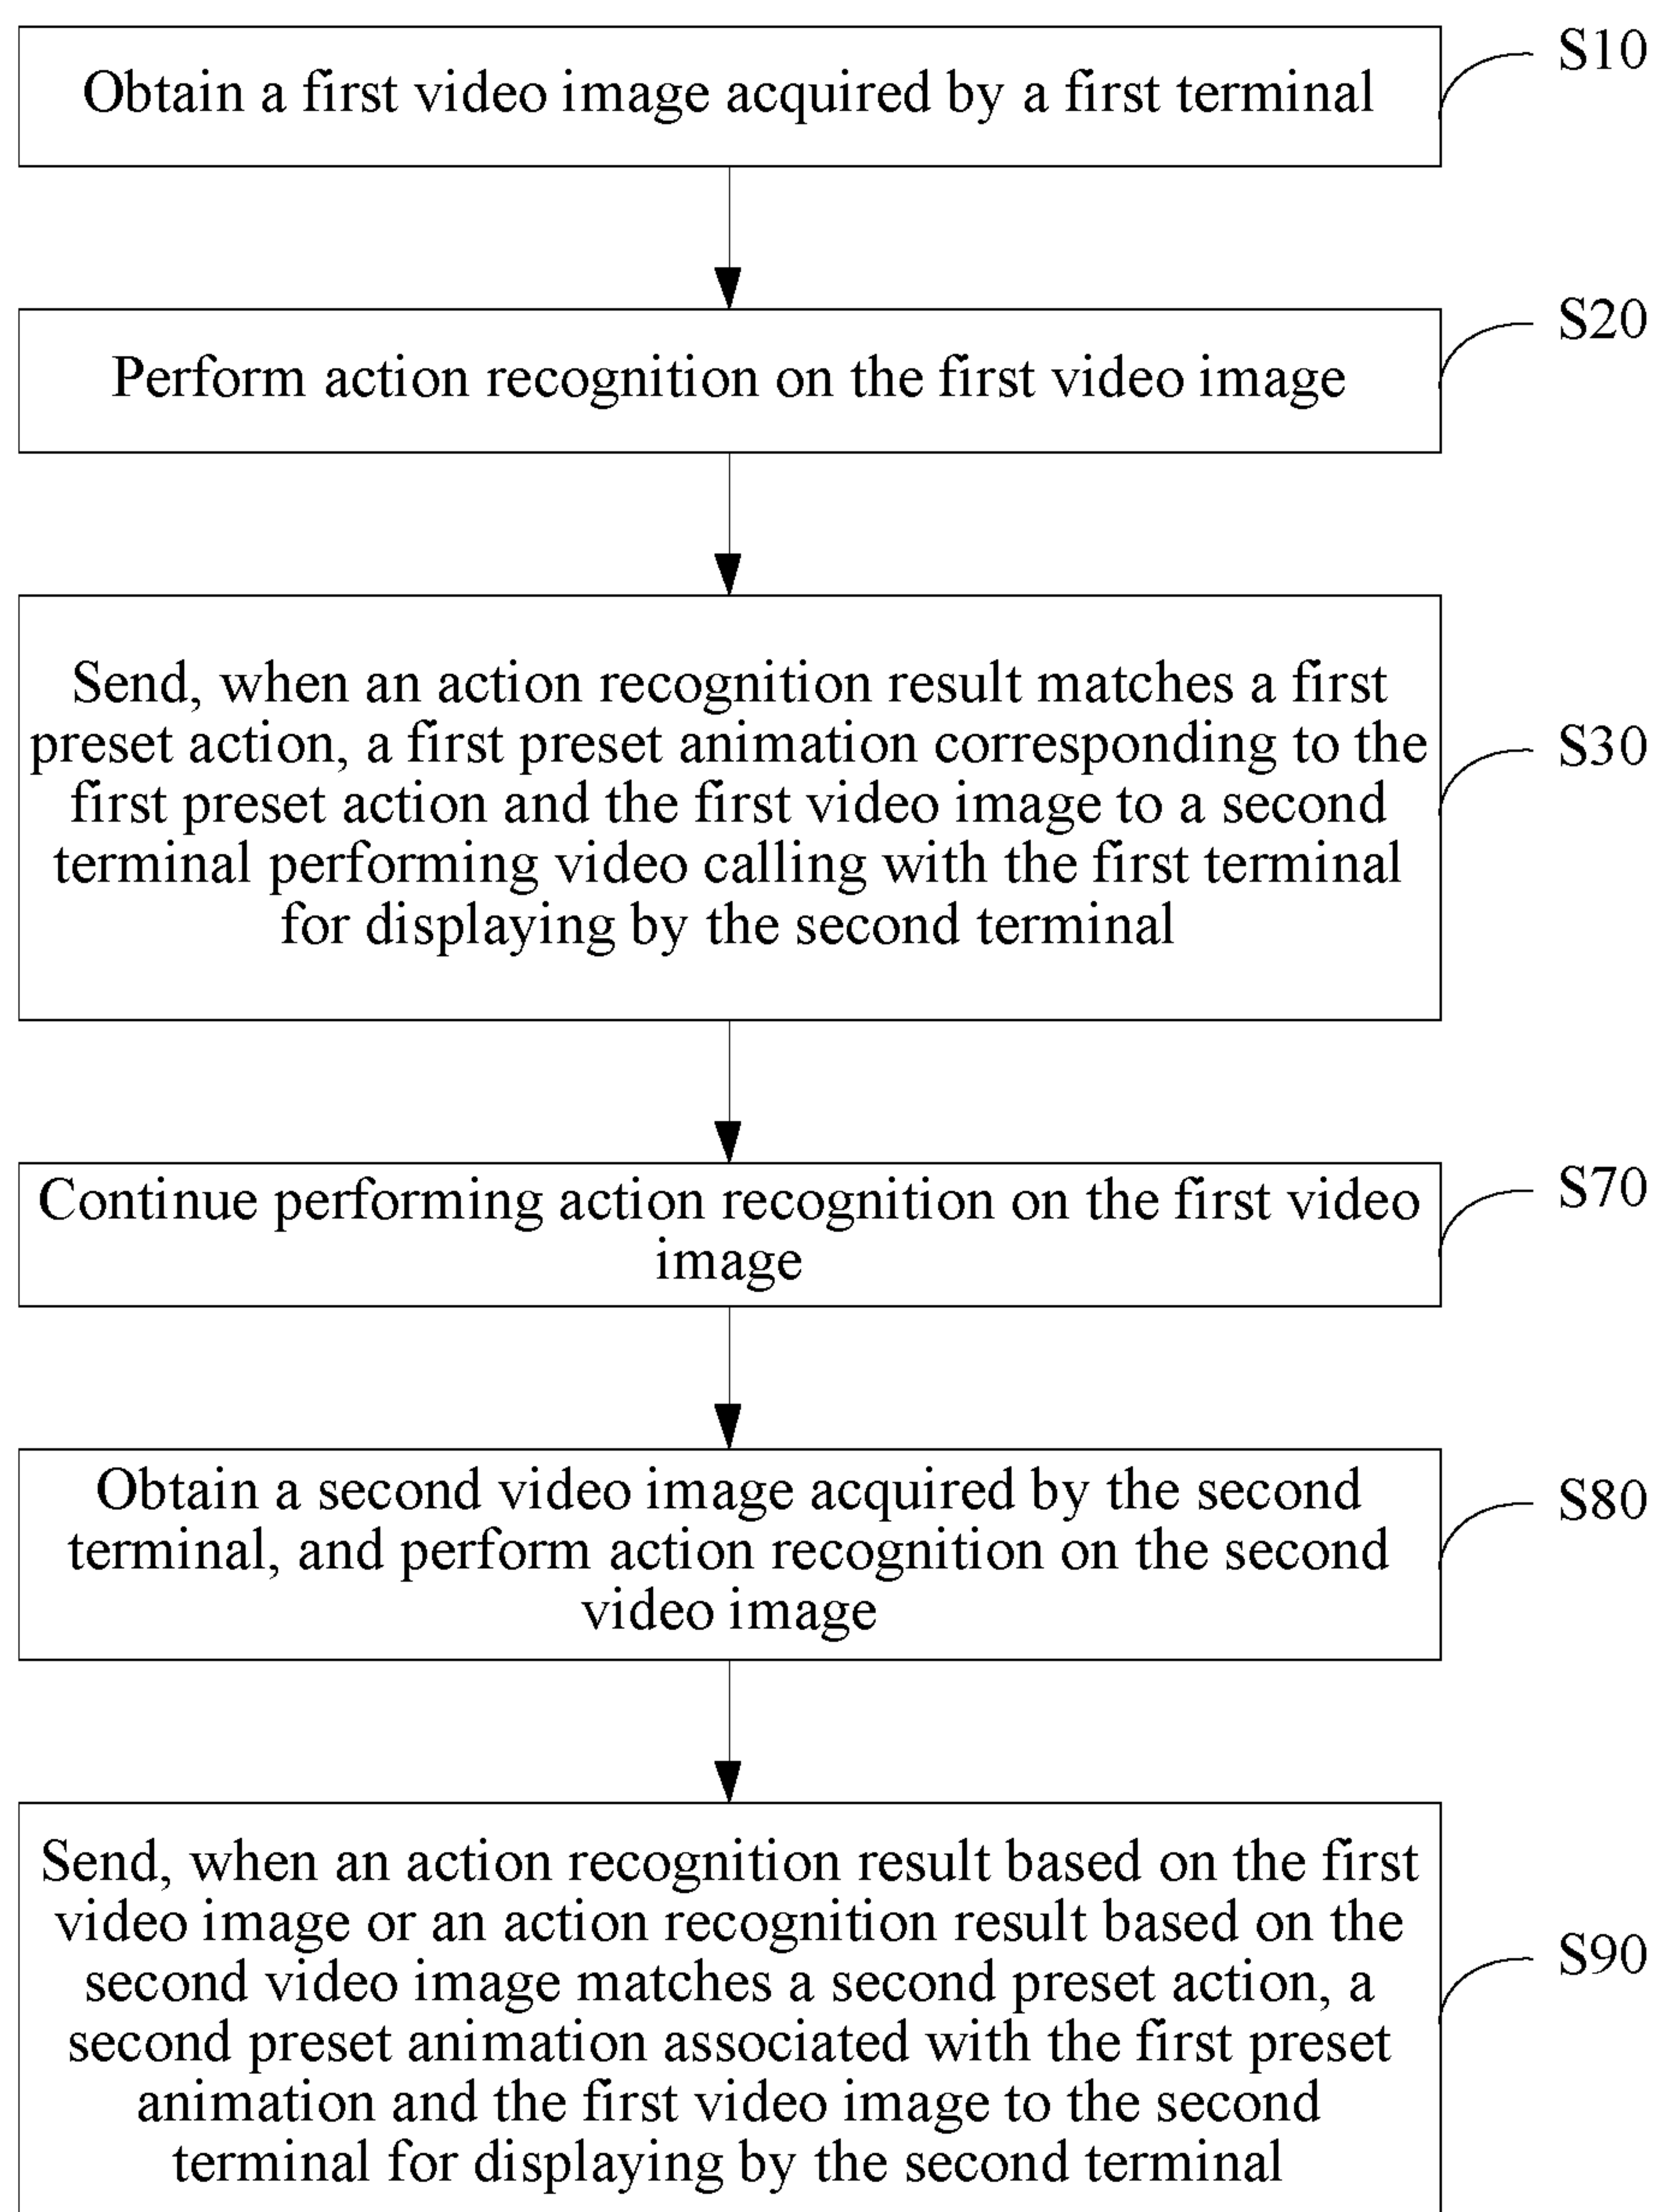 Obtain a first video image acquired by a first terminal
S10
Perform action recognition on the first video image
S20
Send, when an action recognition result matches a first
preset action, a first preset animation corresponding to the
first preset action and the first video image to a second
terminal performing video calling with the first terminal
for displaying by the second terminal
S30
Continue performing action recognition on the first video
image
S70
Obtain a second video image acquired by the second
terminal, and perform action recognition on the second
video image
S80
Send, when an action recognition result based on the first
video image or an action recognition result based on the
second video image matches a second preset action, a
second preset animation associated with the first preset
animation and the first video image to the second
terminal for displaying by the second terminal
S90